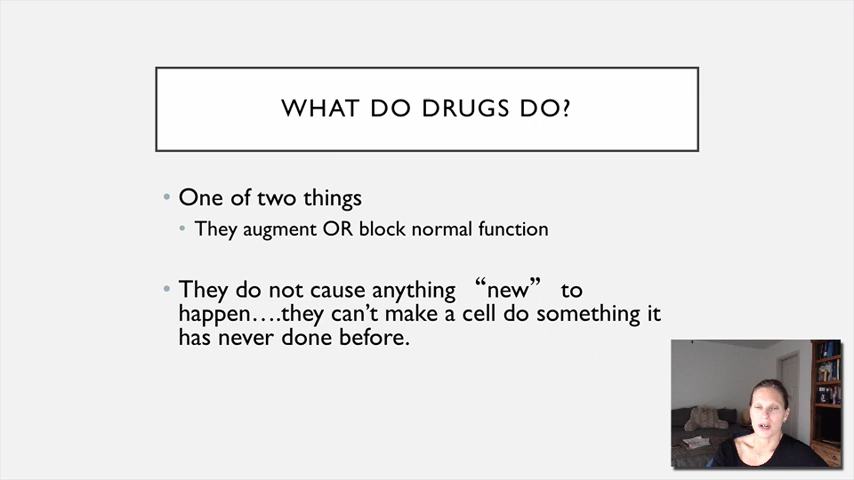 WHAT DO DRUGS DO?
• One of two things
• They augment OR block normal function
• They do not cause anything “new” to
happen….they can’t make a cell do something it
has never done before.